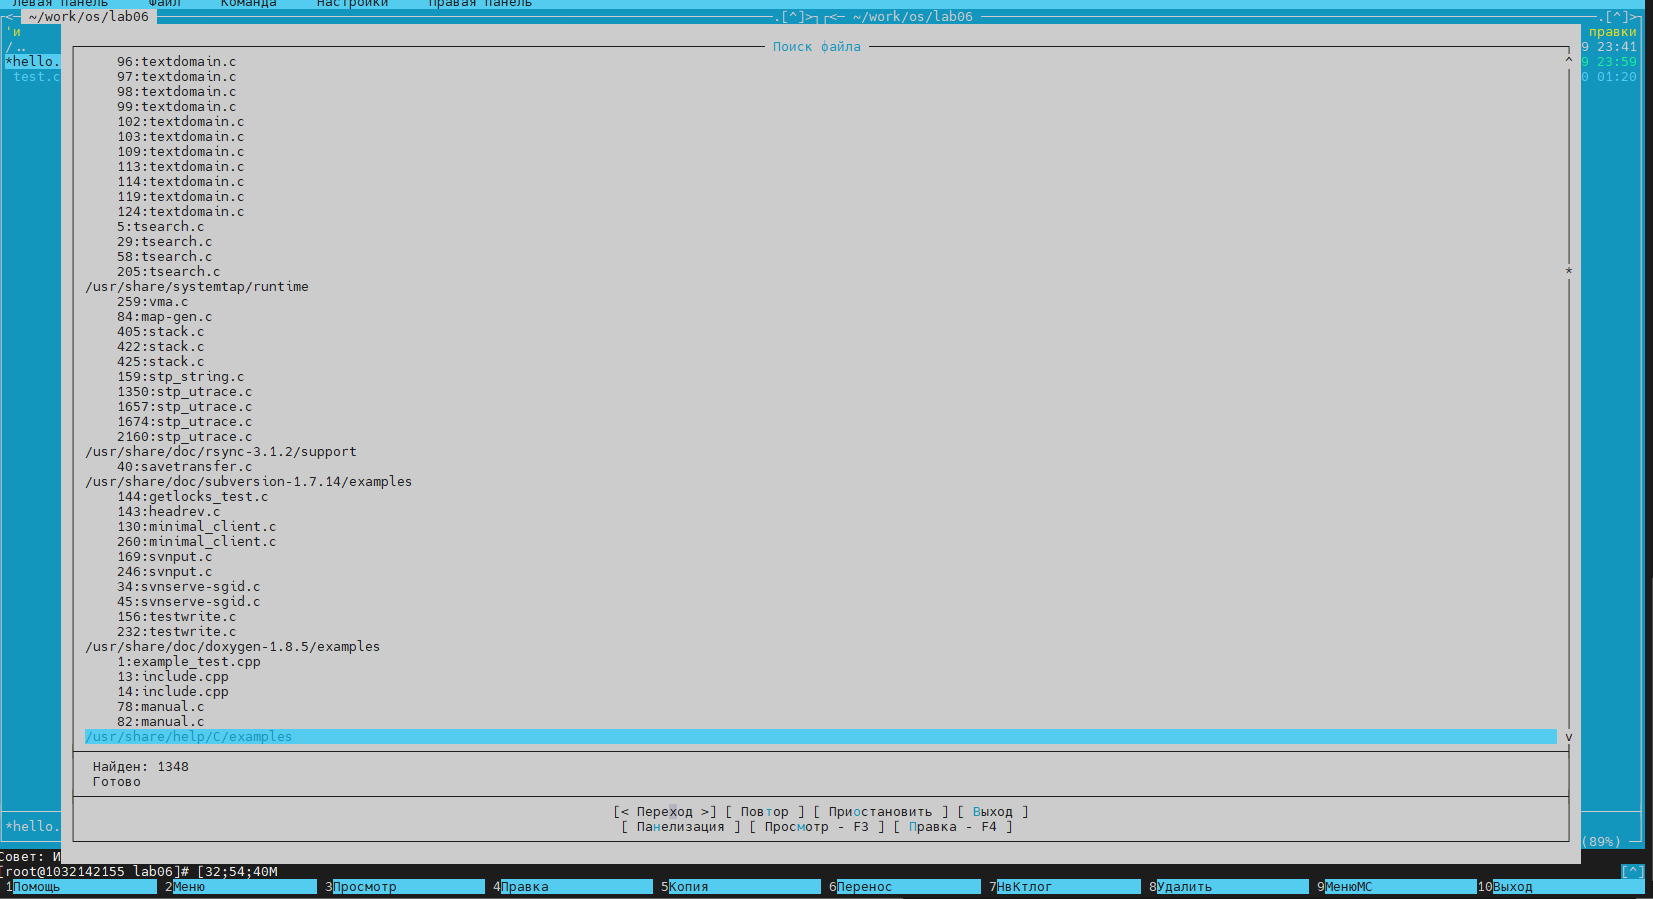 Левая панель Файл Команда Настройки Правая панель
<— ~/work/os/lab06 .[^]> <— ~/work/os/lab06 .[^]>
'и правки
/.. 9 23:41
Поиск файла
*hello. 9 23:59
96:textdomain.c ^
test.c 0 01:20
97:textdomain.c
98:textdomain.c
99:textdomain.c
102:textdomain.c
103:textdomain.c
109:textdomain.c
113:textdomain.c
114:textdomain.c
119:textdomain.c
124:textdomain.c
5:tsearch.c
29:tsearch.c
58:tsearch.c
205:tsearch.c *
/usr/share/systemtap/runtime
259:vma.c
84:map-gen.c
405:stack.c
422:stack.c
425:stack.c
159:stp_string.c
1350:stp_utrace.c
1657:stp_utrace.c
1674:stp_utrace.c
2160:stp_utrace.c
/usr/share/doc/rsync-3.1.2/support
40:savetransfer.c
/usr/share/doc/subversion-1.7.14/examples
144:getlocks_test.c
143:headrev.c
130:minimal_client.c
260:minimal_client.c
169:svnput.c
246:svnput.c
34:svnserve-sgid.c
45:svnserve-sgid.c
156:testwrite.c
232:testwrite.c
/usr/share/doc/doxygen-1.8.5/examples
1:example_test.cpp
13:include.cpp
14:include.cpp
78:manual.c
82:manual.c
/usr/share/help/C/examples v
Найден: 1348
Готово
[< Переход >] [ Повтор ] [ Приостановить ] [ Выход ]
*hello. [ Панелизация ] [ Просмотр - F3 ] [ Правка - F4 ]
(89%)
Совет: И
[root@1032142155 lab06]# [32;54;40M [^]
1Помощь 2Меню 3Просмотр 4Правка 5Копия 6Перенос 7НвКтлог 8Удалить 9МенюМС 10Выход